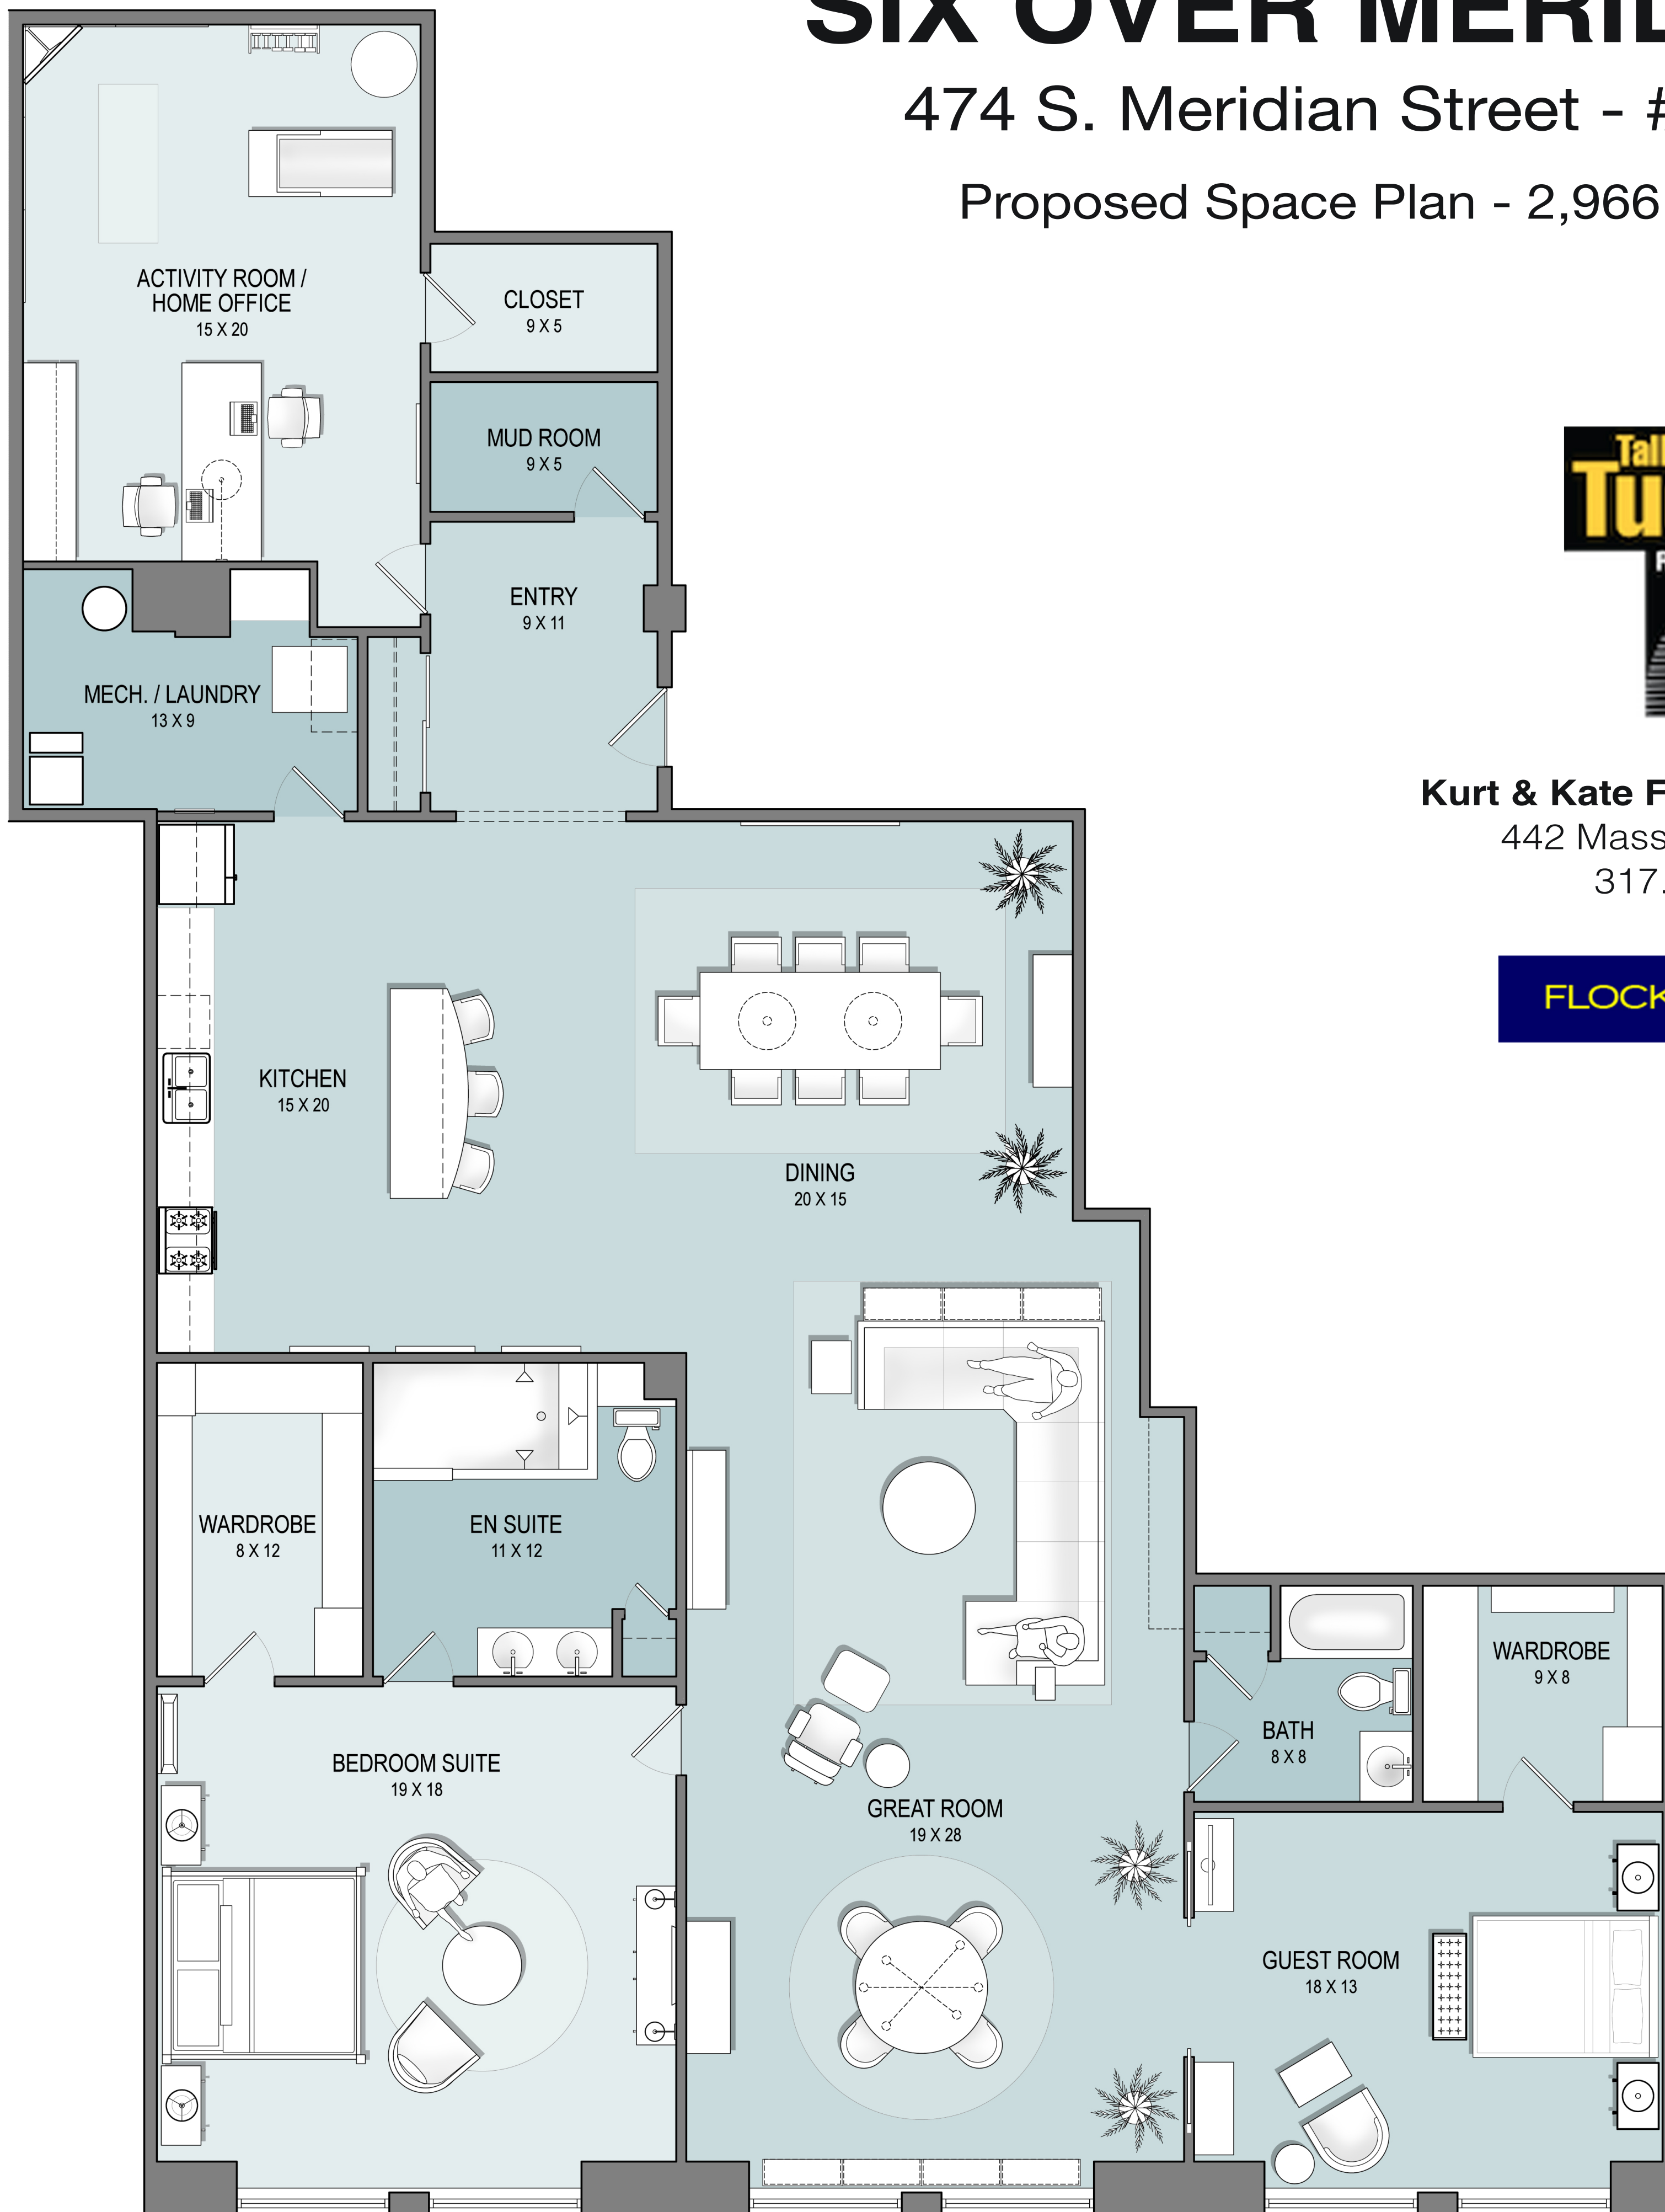 SIX OVER
474 S. Meridian Street - #
Proposed Space Plan - 2,966
ACTIVITY ROOM /
HOME OFFICE
15 X 20
CLOSET
9 X 5
MUD ROOM
9 X 5
ENTRY
9 X 11
MECH. / LAUNDRY
13 X 9
Kurt & Kate
442 Mass
317.
KITCHEN
15 X 20
DINING
20 X 15
WARDROBE
8 X 12
EN SUITE
11 X 12
WARDROBE
9 X 8
BATH
8 X 8
BEDROOM SUITE
19 X 18
GREAT ROOM
19 X 28
GUEST ROOM
18 X 13